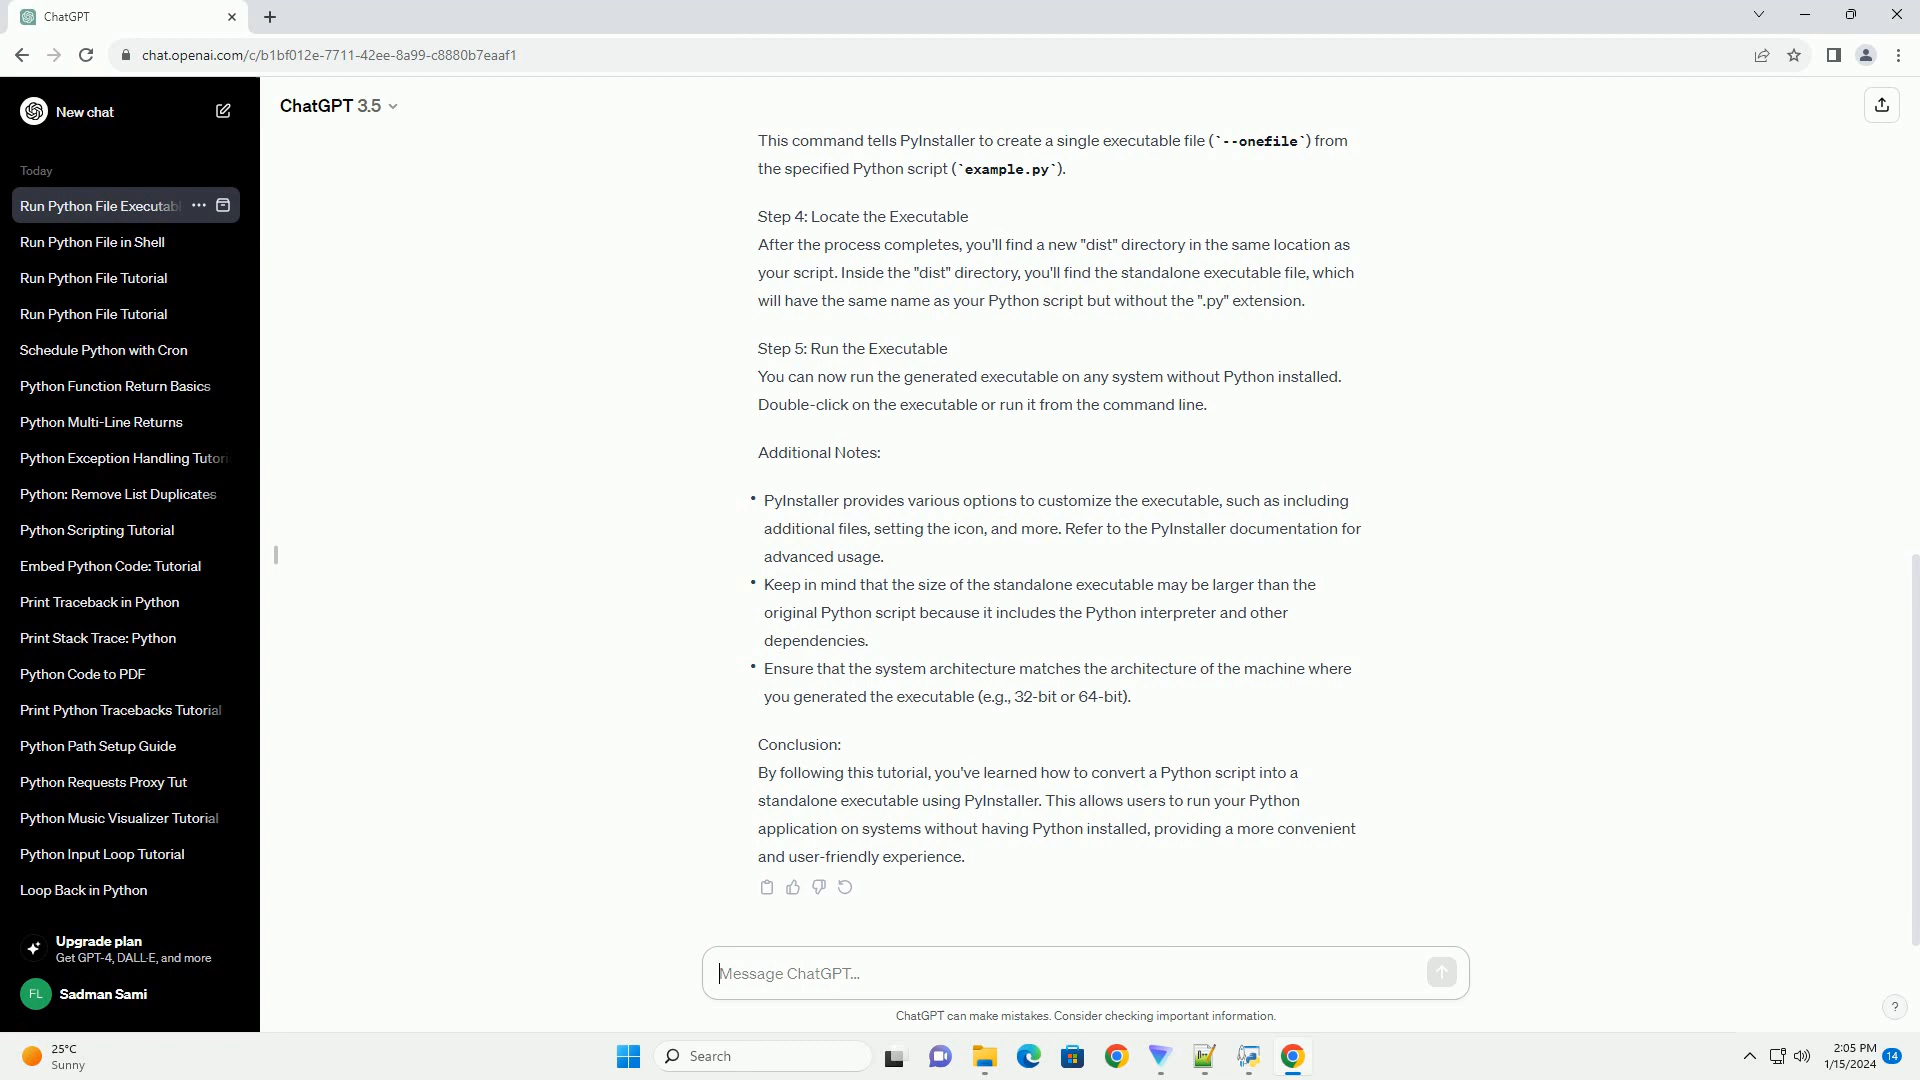 ChatGPT
chat.openai.com/c/b1bf012e-7711-42ee-8a99-c8880b7eaaf1
New chat
Today
Run Python File Executabl
Run Python File in Shell
Run Python File Tutorial
Run Python File Tutorial
Schedule Python with Cron
Python Function Return Basics
Python Multi-Line Returns
Python Exception Handling Tutori
Python: Remove List Duplicates
Python Scripting Tutorial
Embed Python Code: Tutorial
Print Traceback in Python
Print Stack Trace: Python
Python Code to PDF
Print Python Tracebacks Tutorial
Python Path Setup Guide
Python Requests Proxy Tut
Python Music Visualizer Tutorial
Python Input Loop Tutorial
Loop Back in Python
Upgrade plan
Get GPT-4, DALL·E, and more
FL Sadman Sami
ChatGPT 3.5
This command tells PyInstaller to create a single executable file (`--onefile`) from
the specified Python script (`example.py`).
Step 4: Locate the Executable
After the process completes, you'll find a new "dist" directory in the same location as
your script. Inside the "dist" directory, you'll find the standalone executable file, which
will have the same name as your Python script but without the ".py" extension.
Step 5: Run the Executable
You can now run the generated executable on any system without Python installed.
Double-click on the executable or run it from the command line.
Additional Notes:
• PyInstaller provides various options to customize the executable, such as including
additional files, setting the icon, and more. Refer to the PyInstaller documentation for
advanced usage.
• Keep in mind that the size of the standalone executable may be larger than the
original Python script because it includes the Python interpreter and other
dependencies.
• Ensure that the system architecture matches the architecture of the machine where
you generated the executable (e.g., 32-bit or 64-bit).
Conclusion:
By following this tutorial, you've learned how to convert a Python script into a
standalone executable using PyInstaller. This allows users to run your Python
application on systems without having Python installed, providing a more convenient
and user-friendly experience.
Message ChatGPT...
ChatGPT can make mistakes. Consider checking important information.
?
25°C
Sunny
Search
2:05 PM
1/15/2024
14